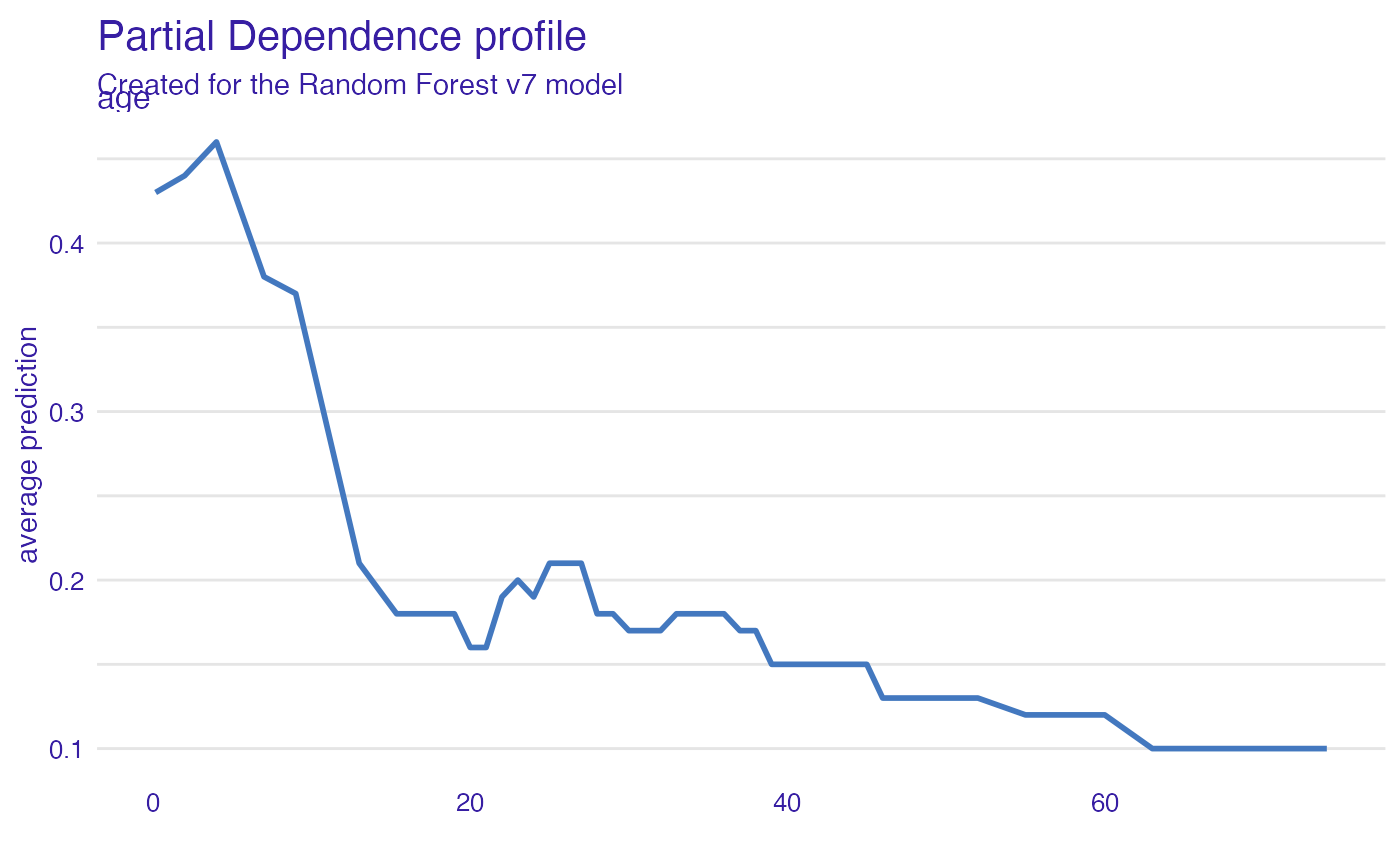 Partial Dependence profile
Created for the Random Forest v7 model
age
average prediction
0.4
0.3
0.2
0.1
0 20 40 60